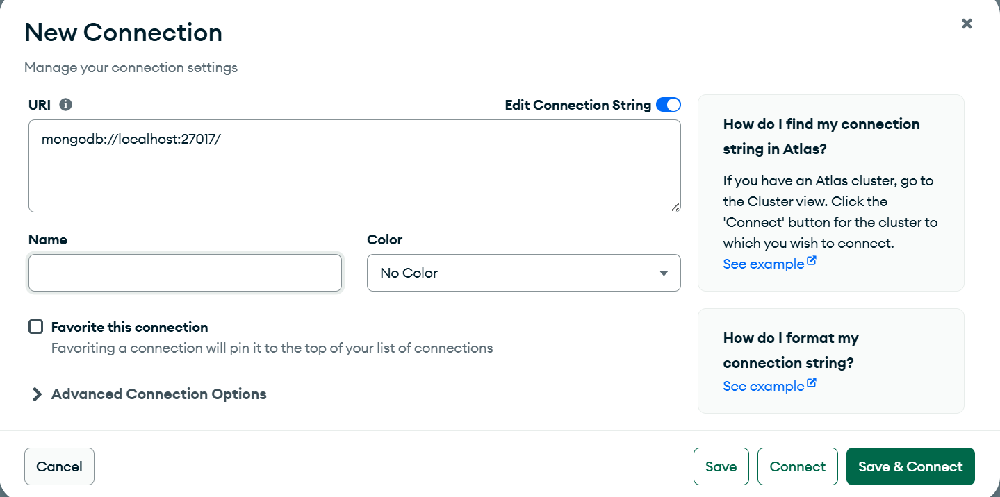 New Connection
Manage your connection settings
URI
Edit Connection String
mongodb://localhost:27017/
Name
Color
No Color
Favorite this connection
Favoriting a connection will pin it to the top of your list of connections
Advanced Connection Options
How do I find my connection
string in Atlas?
If you have an Atlas cluster, go to
the Cluster view. Click the
'Connect' button for the cluster to
which you wish to connect.
See example
How do I format my
connection string?
See example
Cancel
Save
Connect
Save & Connect